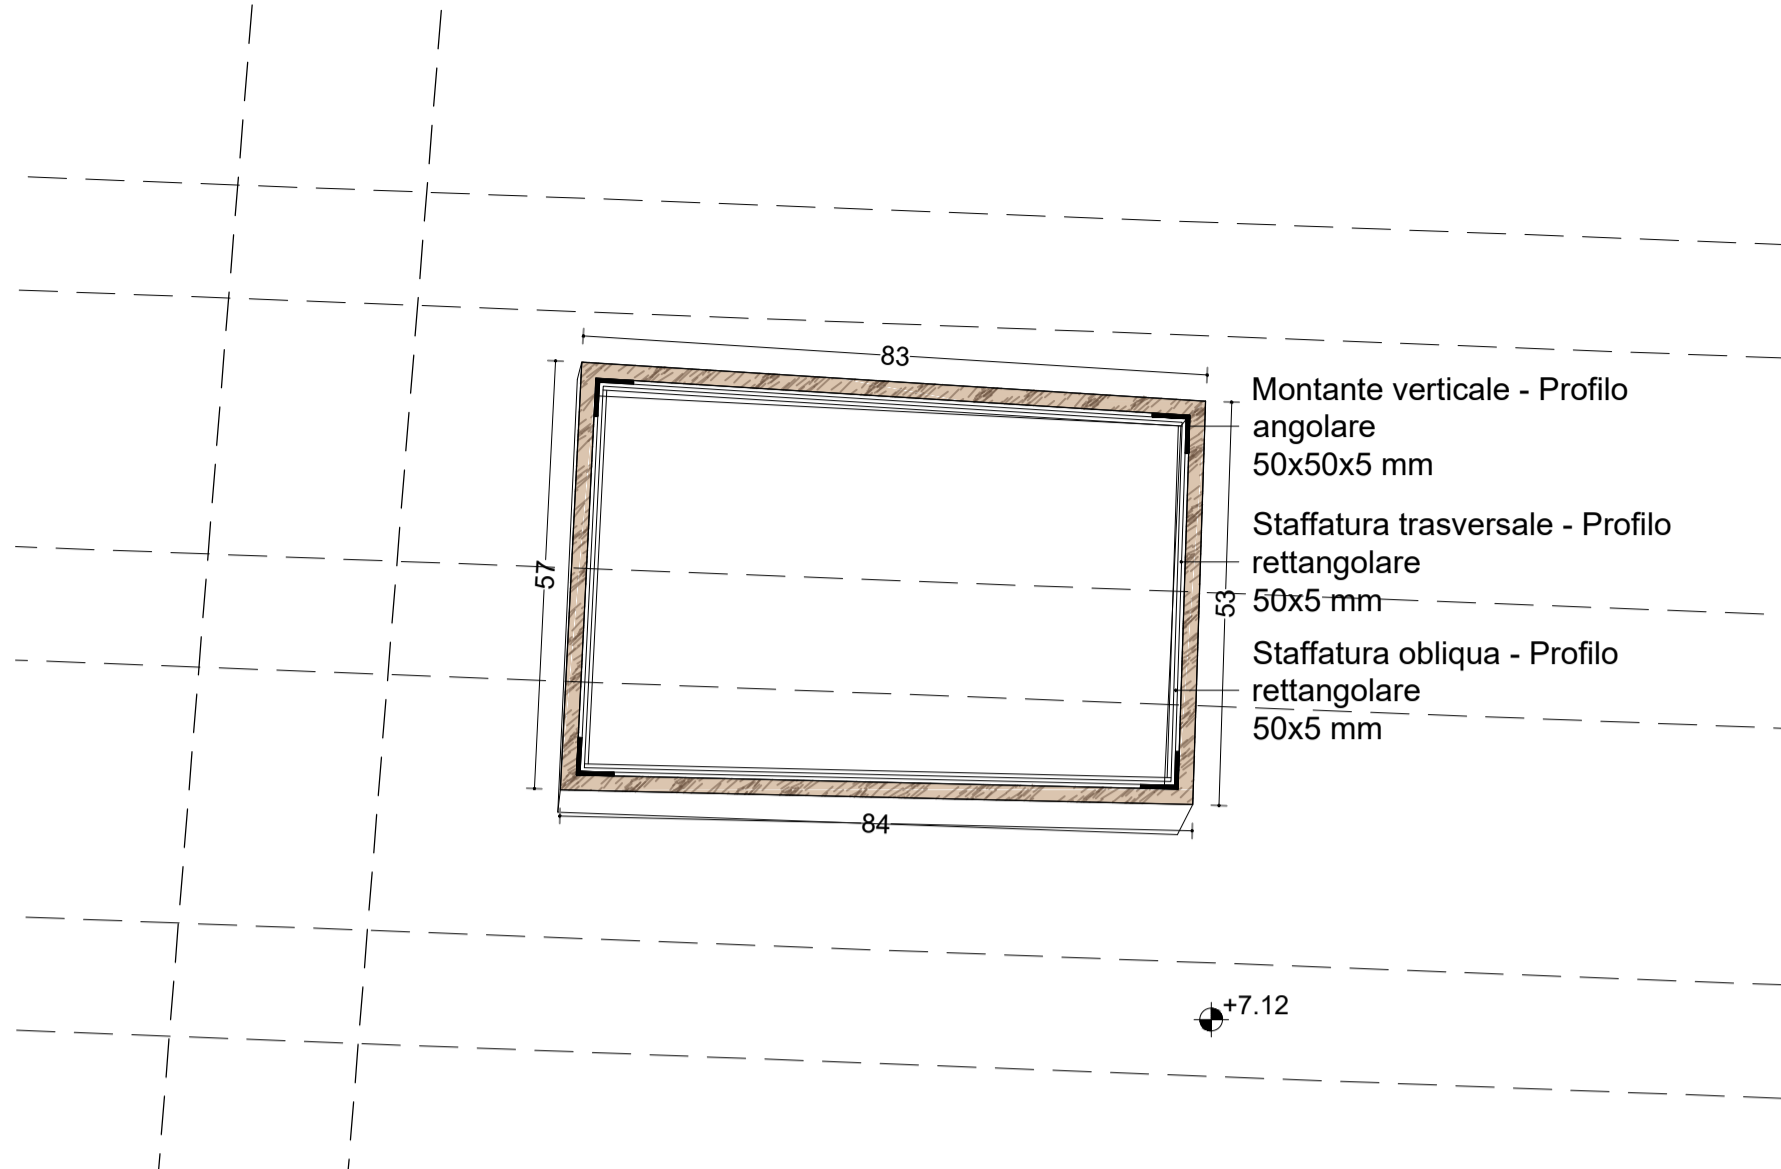 83
Montante verticale - Profilo
angolare
50x50x5 mm
Staffatura trasversale - Profilo
rettangolare
50x5 mm
57
53
Staffatura obliqua - Profilo
rettangolare
50x5 mm
84
+7.12